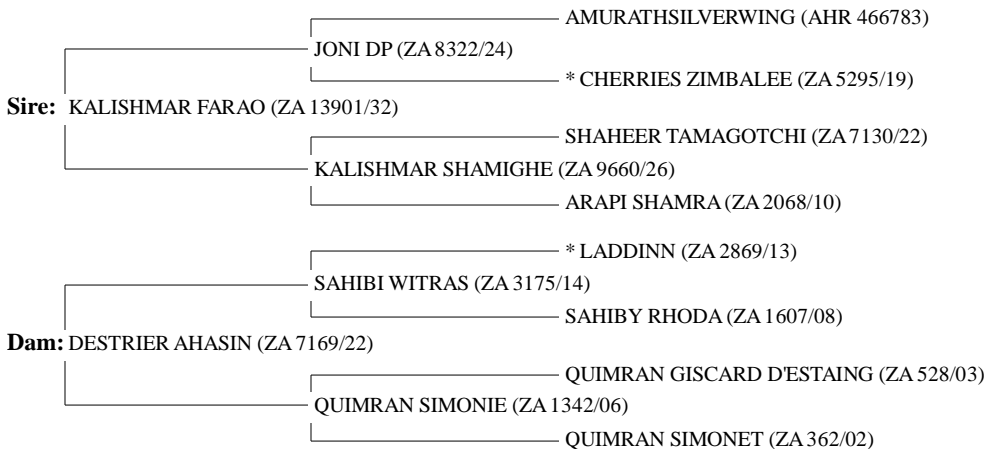 AMURATHSILVERWING (AHR 466783)
JONI DP (ZA 8322/24)
* CHERRIES ZIMBALEE (ZA 5295/19)
Sire: KALISHMAR FARAO (ZA 13901/32)
SHAHEER TAMAGOTCHI (ZA 7130/22)
KALISHMAR SHAMIGHE (ZA 9660/26)
ARAPI SHAMRA (ZA 2068/10)
* LADDINN (ZA 2869/13)
SAHIBI WITRAS (ZA 3175/14)
SAHIBY RHODA (ZA 1607/08)
Dam: DESTRIER AHASIN (ZA 7169/22)
QUIMRAN GISCARD D'ESTAING (ZA 528/03)
QUIMRAN SIMONIE (ZA 1342/06)
QUIMRAN SIMONET (ZA 362/02)